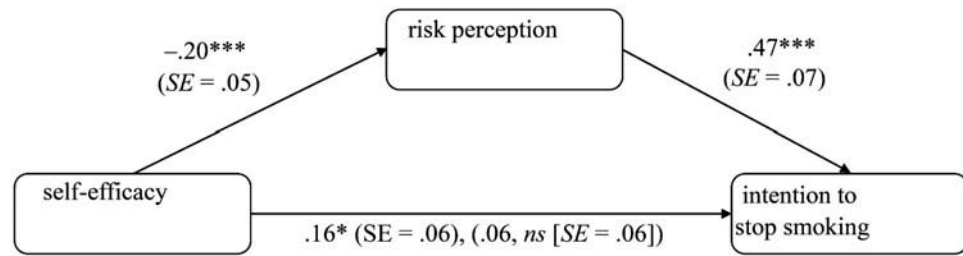 risk perception
–.20***
(SE = .05)
.47***
(SE = .07)
self-efficacy
intention to
stop smoking
.16* (SE = .06), (.06, ns [SE = .06])